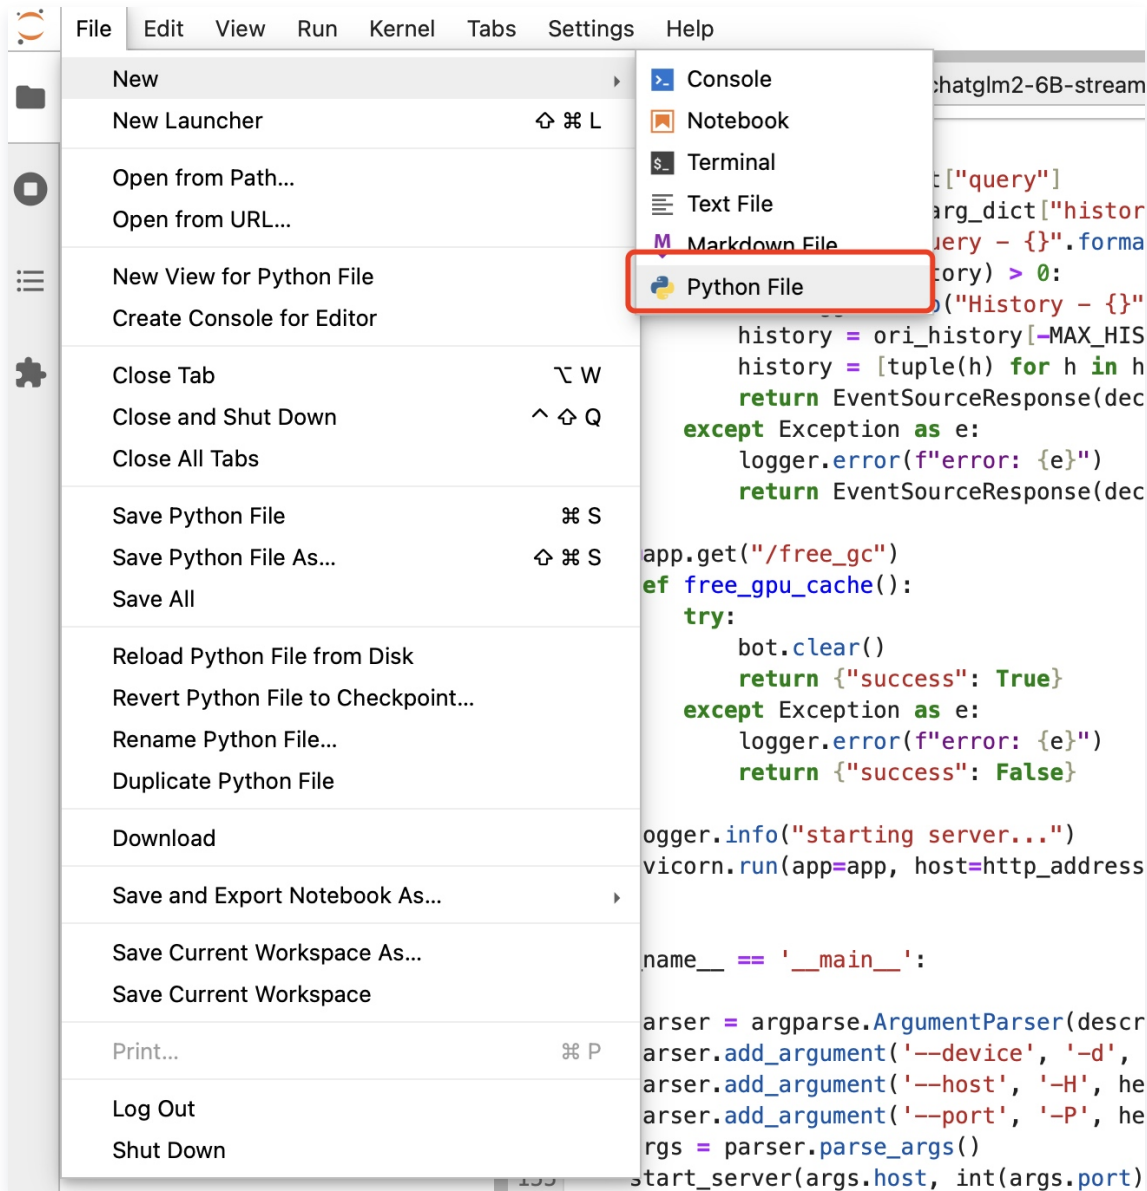 File Edit View Run Kernel Tabs Settings Help
New
New Launcher ⇧ ⌘ L
Open from Path...
Open from URL...
New View for Python File
Create Console for Editor
Close Tab ⌥ W
Close and Shut Down ^ ⇧ Q
Close All Tabs
Save Python File ⌘ S
Save Python File As... ⇧ ⌘ S
Save All
Reload Python File from Disk
Revert Python File to Checkpoint...
Rename Python File...
Duplicate Python File
Download
Save and Export Notebook As...
Save Current Workspace As...
Save Current Workspace
Print... ⌘ P
Log Out
Shut Down
Console
Notebook
$_ Terminal
Text File
M Markdown File
Python File
chatglm2-6B-stream
["query"]
arg_dict["histor
uery - {}".forma
tory) > 0:
("History - {}"
history = ori_history[-MAX_HIS
history = [tuple(h) for h in h
return EventSourceResponse(dec
except Exception as e:
logger.error(f"error: {e}")
return EventSourceResponse(dec
app.get("/free_gc")
ef free_gpu_cache():
try:
bot.clear()
return {"success": True}
except Exception as e:
logger.error(f"error: {e}")
return {"success": False}
ogger.info("starting server...")
vicorn.run(app=app, host=http_address
_name__ == '__main__':
arser = argparse.ArgumentParser(descr
arser.add_argument('--device', '-d',
arser.add_argument('--host', '-H', he
arser.add_argument('--port', '-P', he
rgs = parser.parse_args()
start_server(args.host, int(args.port)